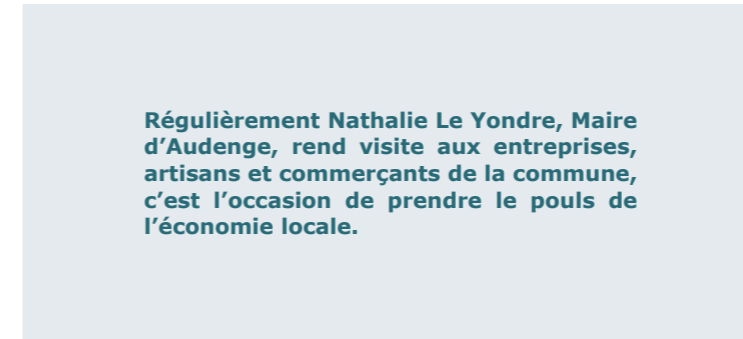 Régulièrement Nathalie Le Yondre, Maire
d’Audenge, rend visite aux entreprises,
artisans et commerçants de la commune,
c’est l’occasion de prendre le pouls de
l’économie locale.